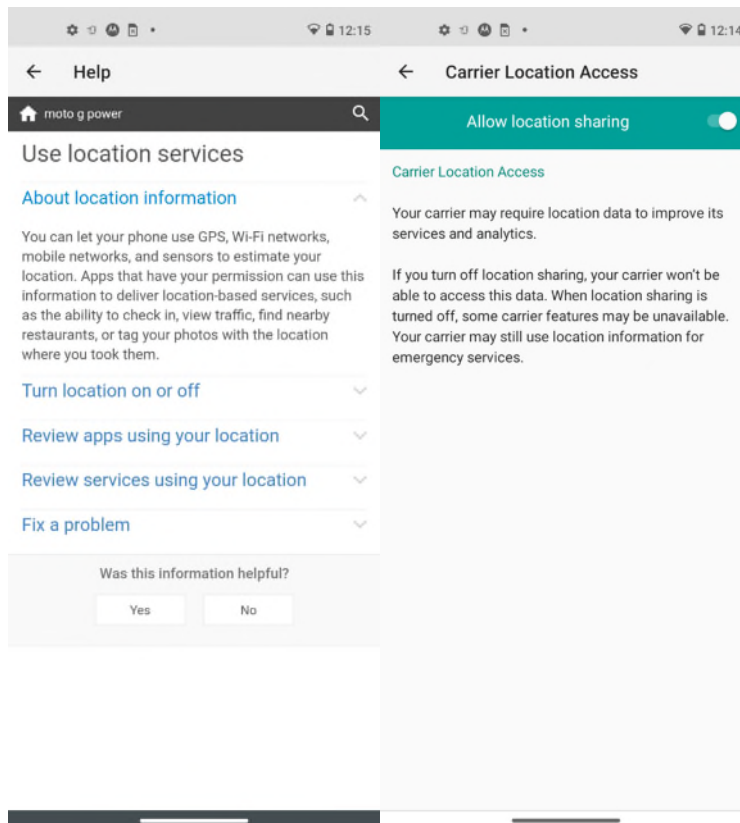 12:15
Help
moto g power
Use location services
About location information
You can let your phone use GPS, Wi-Fi networks,
mobile networks, and sensors to estimate your
location. Apps that have your permission can use this
information to deliver location-based services, such
as the ability to check in, view traffic, find nearby
restaurants, or tag your photos with the location
where you took them.
Turn location on or off
Review apps using your location
Review services using your location
Fix a problem
Was this information helpful?
Yes No
12:14
Carrier Location Access
Allow location sharing
Carrier Location Access
Your carrier may require location data to improve its
services and analytics.
If you turn off location sharing, your carrier won't be
able to access this data. When location sharing is
turned off, some carrier features may be unavailable.
Your carrier may still use location information for
emergency services.